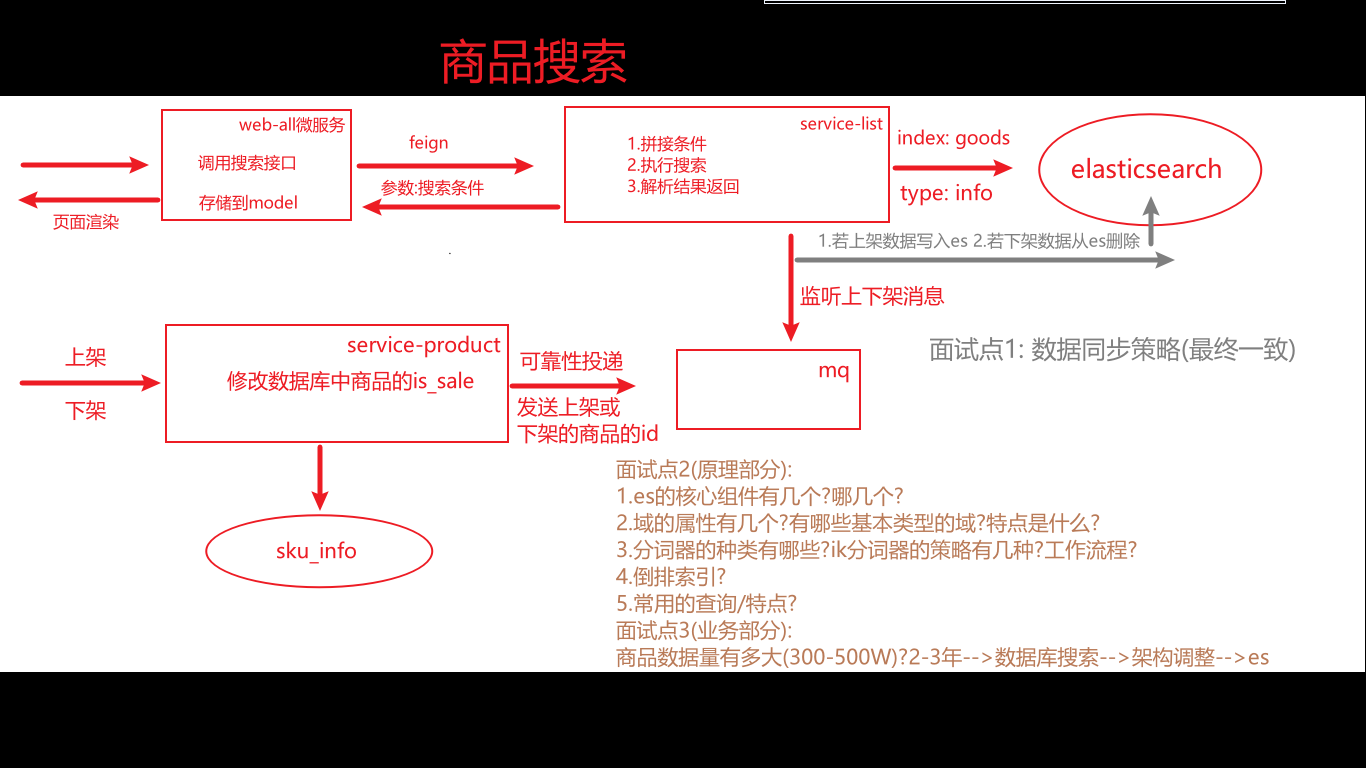 商品搜索
web-all微服务
调用搜索接口
存储到model
页面渲染
feign
参数:搜索条件
service-list
1.拼接条件
2.执行搜索
3.解析结果返回
index: goods
type: info
elasticsearch
1.若上架数据写入es 2.若下架数据从es删除
监听上下架消息
上架
下架
service-product
修改数据库中商品的is_sale
可靠性投递
发送上架或
下架的商品的id
mq
面试点1: 数据同步策略(最终一致)
sku_info
面试点2(原理部分):
1.es的核心组件有几个?哪几个?
2.域的属性有几个?有哪些基本类型的域?特点是什么?
3.分词器的种类有哪些?ik分词器的策略有几种?工作流程?
4.倒排索引?
5.常用的查询/特点?
面试点3(业务部分):
商品数据量有多大(300-500W)?2-3年-->数据库搜索-->架构调整-->es